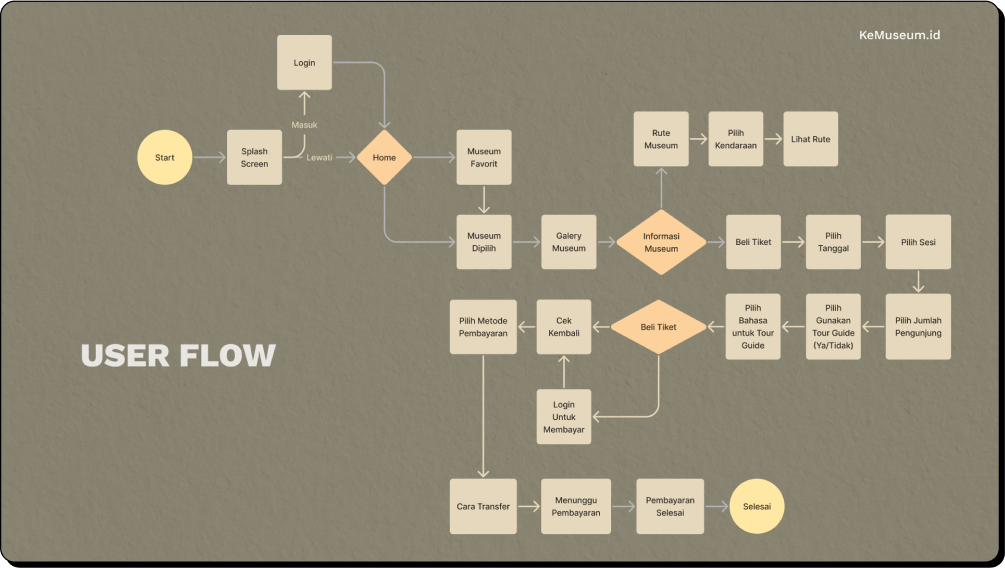 KeMuseum.id
Login
Masuk
Start
Splash
Screen
Lewati
Home
Museum
Favorit
Rute
Museum
Pilih
Kendaraan
Lihat Rute
Museum
Dipilih
Galery
Museum
Informasi
Museum
Beli Tiket
Pilih
Tanggal
Pilih Sesi
Pilih Jumlah
Pengunjung
Pilih
Gunakan
Tour Guide
(Ya/Tidak)
Pilih
Bahasa
untuk Tour
Guide
Beli Tiket
Cek
Kembali
Pilih Metode
Pembayaran
USER FLOW
Login
Untuk
Membayar
Cara Transfer
Menunggu
Pembayaran
Pembayaran
Selesai
Selesai